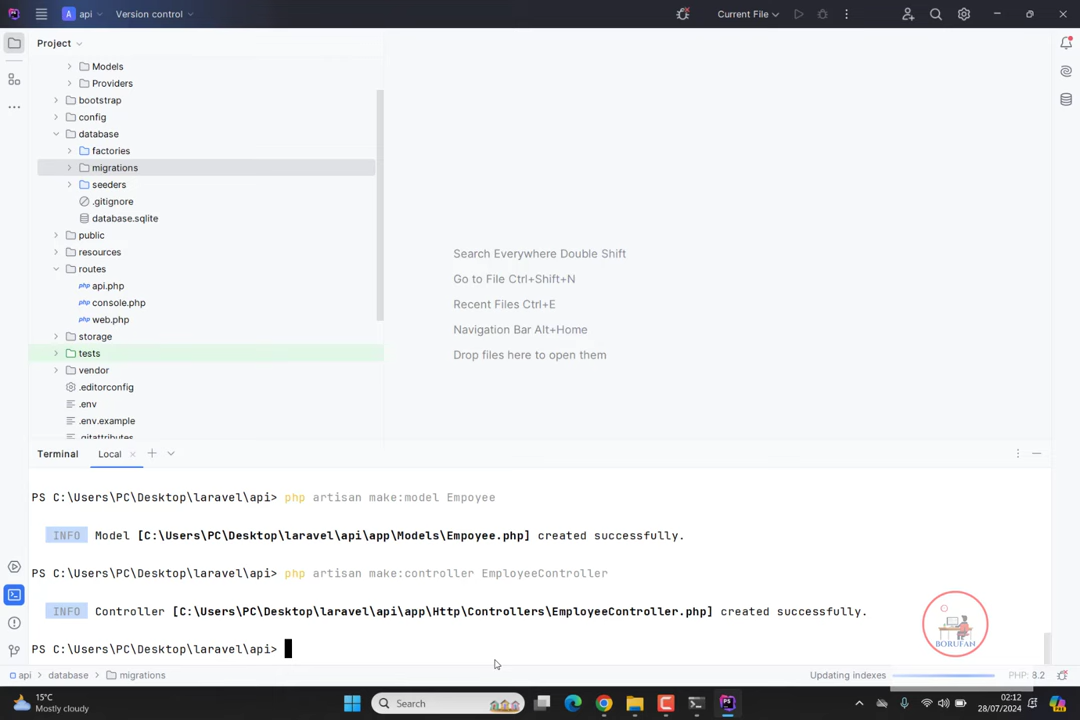 api
Version control
Current File
Project
Models
Providers
bootstrap
config
database
factories
migrations
seeders
.gitignore
database.sqlite
public
resources
routes
php api.php
php console.php
php web.php
storage
tests
vendor
.editorconfig
.env
.env.example
.gitattributes
Search Everywhere Double Shift
Go to File Ctrl+Shift+N
Recent Files Ctrl+E
Navigation Bar Alt+Home
Drop files here to open them
Terminal
Local
PS C:\Users\PC\Desktop\laravel\api> php artisan make:model Empoyee
INFO Model [C:\Users\PC\Desktop\laravel\api\app\Models\Empoyee.php] created successfully.
PS C:\Users\PC\Desktop\laravel\api> php artisan make:controller EmployeeController
INFO Controller [C:\Users\PC\Desktop\laravel\api\app\Http\Controllers\EmployeeController.php] created successfully.
PS C:\Users\PC\Desktop\laravel\api>
BORUFAN
api > database > migrations
Updating indexes
PHP: 8.2
15°C
Mostly cloudy
Search
02:12
28/07/2024